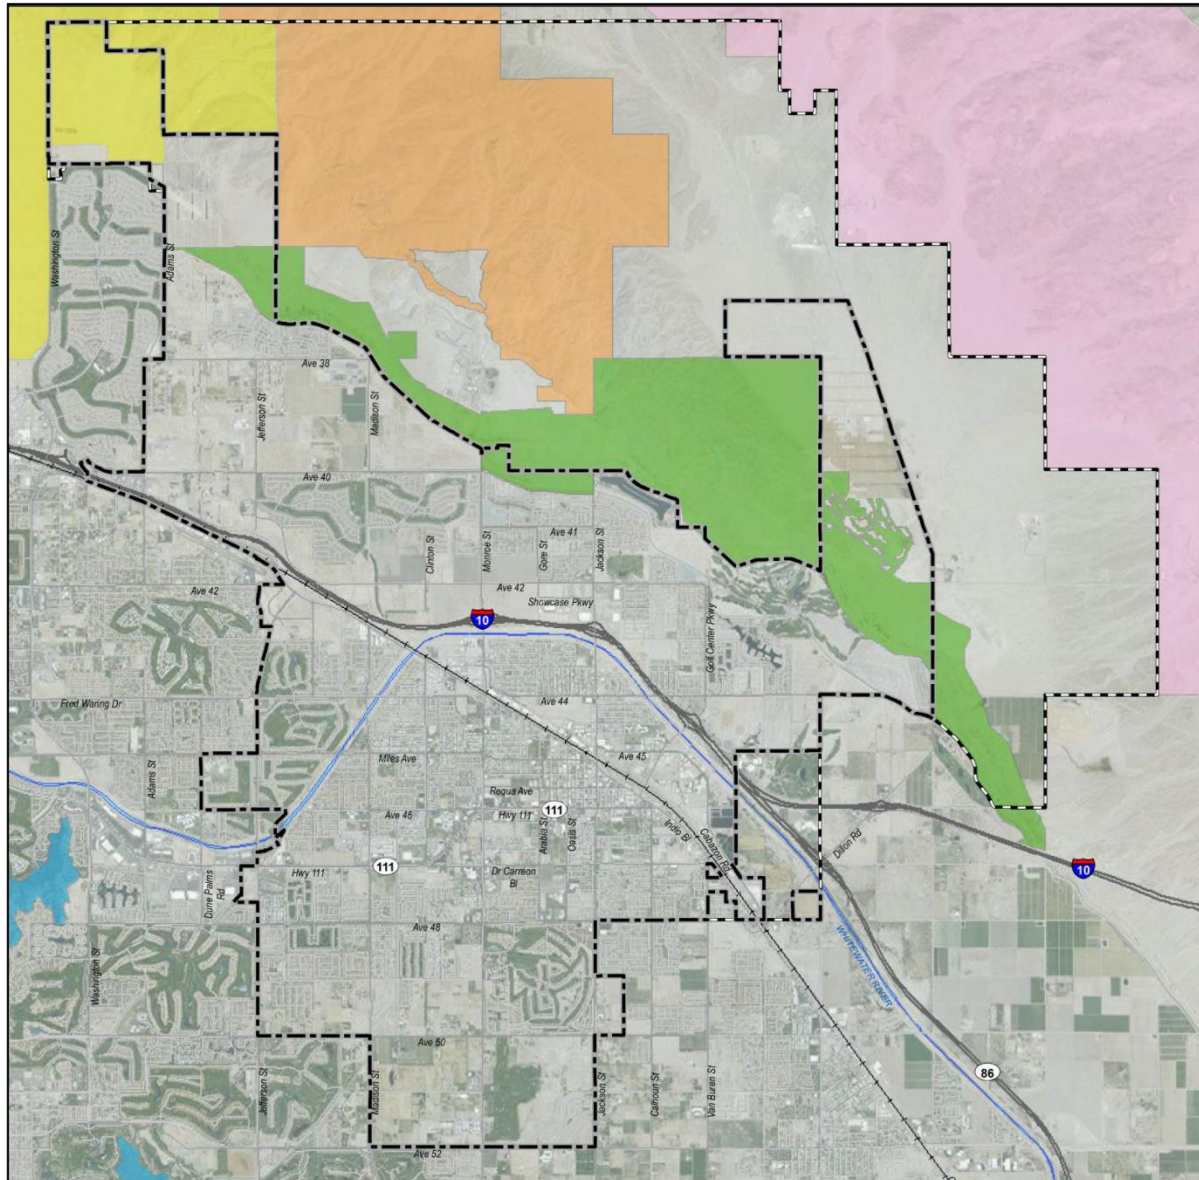 Washington St
Adams St
Ave 38
Jefferson St
Madison St
Ave 40
Clinton St
Monroe St
Ave 41
Gore St
Jackson St
Ave 42
Ave 42
Showcase Pkwy
10
Golf Center Pkwy
Fred Waring Dr
Ave 44
Adams St
Miles Ave
Ave 45
Requa Ave
Ave 46
Hwy 111
111
Arabia St
Oasis St
Indio Bl
Cabazon Rd
Dillon Rd
111
Hwy 111
Dr Carreon
Bl
10
Dune Palms
Rd
Ave 48
Washington St
WHITEWATER RIVER
Ave 50
86
Jefferson St
Madison St
Jackson St
Calhoun St
Van Buren St
Ave 52